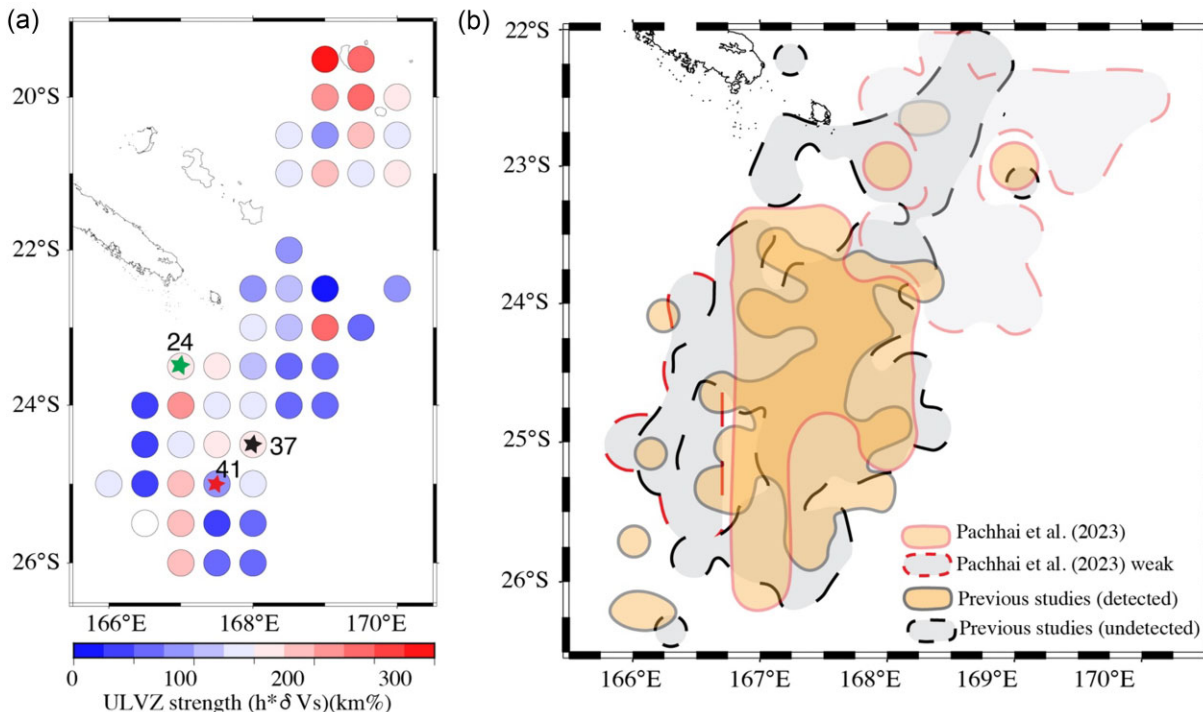 (a)
20°S
22°S
24°S
26°S
24
37
41
166°E 168°E 170°E
0 100 200 300
ULVZ strength (h*δ Vs)(km%)
(b)
22°S
23°S
24°S
25°S
26°S
Pachhai et al. (2023)
Pachhai et al. (2023) weak
Previous studies (detected)
Previous studies (undetected)
166°E 167°E 168°E 169°E 170°E